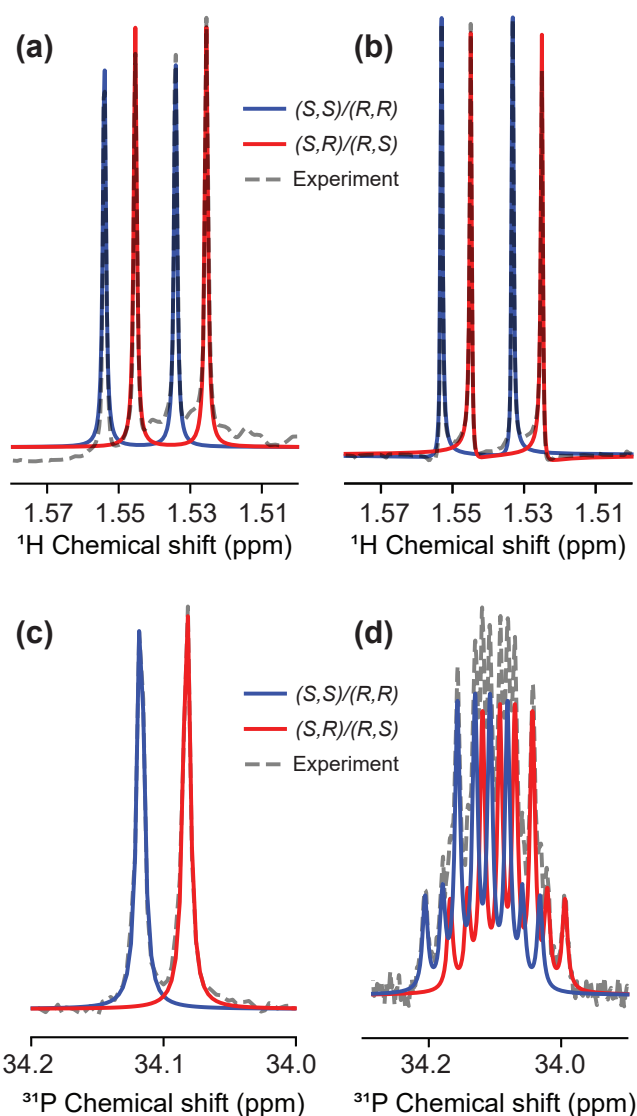 (a)
(b)
(S,S)/(R,R)
(S,R)/(R,S)
Experiment
1.57 1.55 1.53 1.51
1.57 1.55 1.53 1.51
¹H Chemical shift (ppm)
¹H Chemical shift (ppm)
(c)
(d)
(S,S)/(R,R)
(S,R)/(R,S)
Experiment
34.2 34.1 34.0
34.2 34.0
³¹P Chemical shift (ppm)
³¹P Chemical shift (ppm)